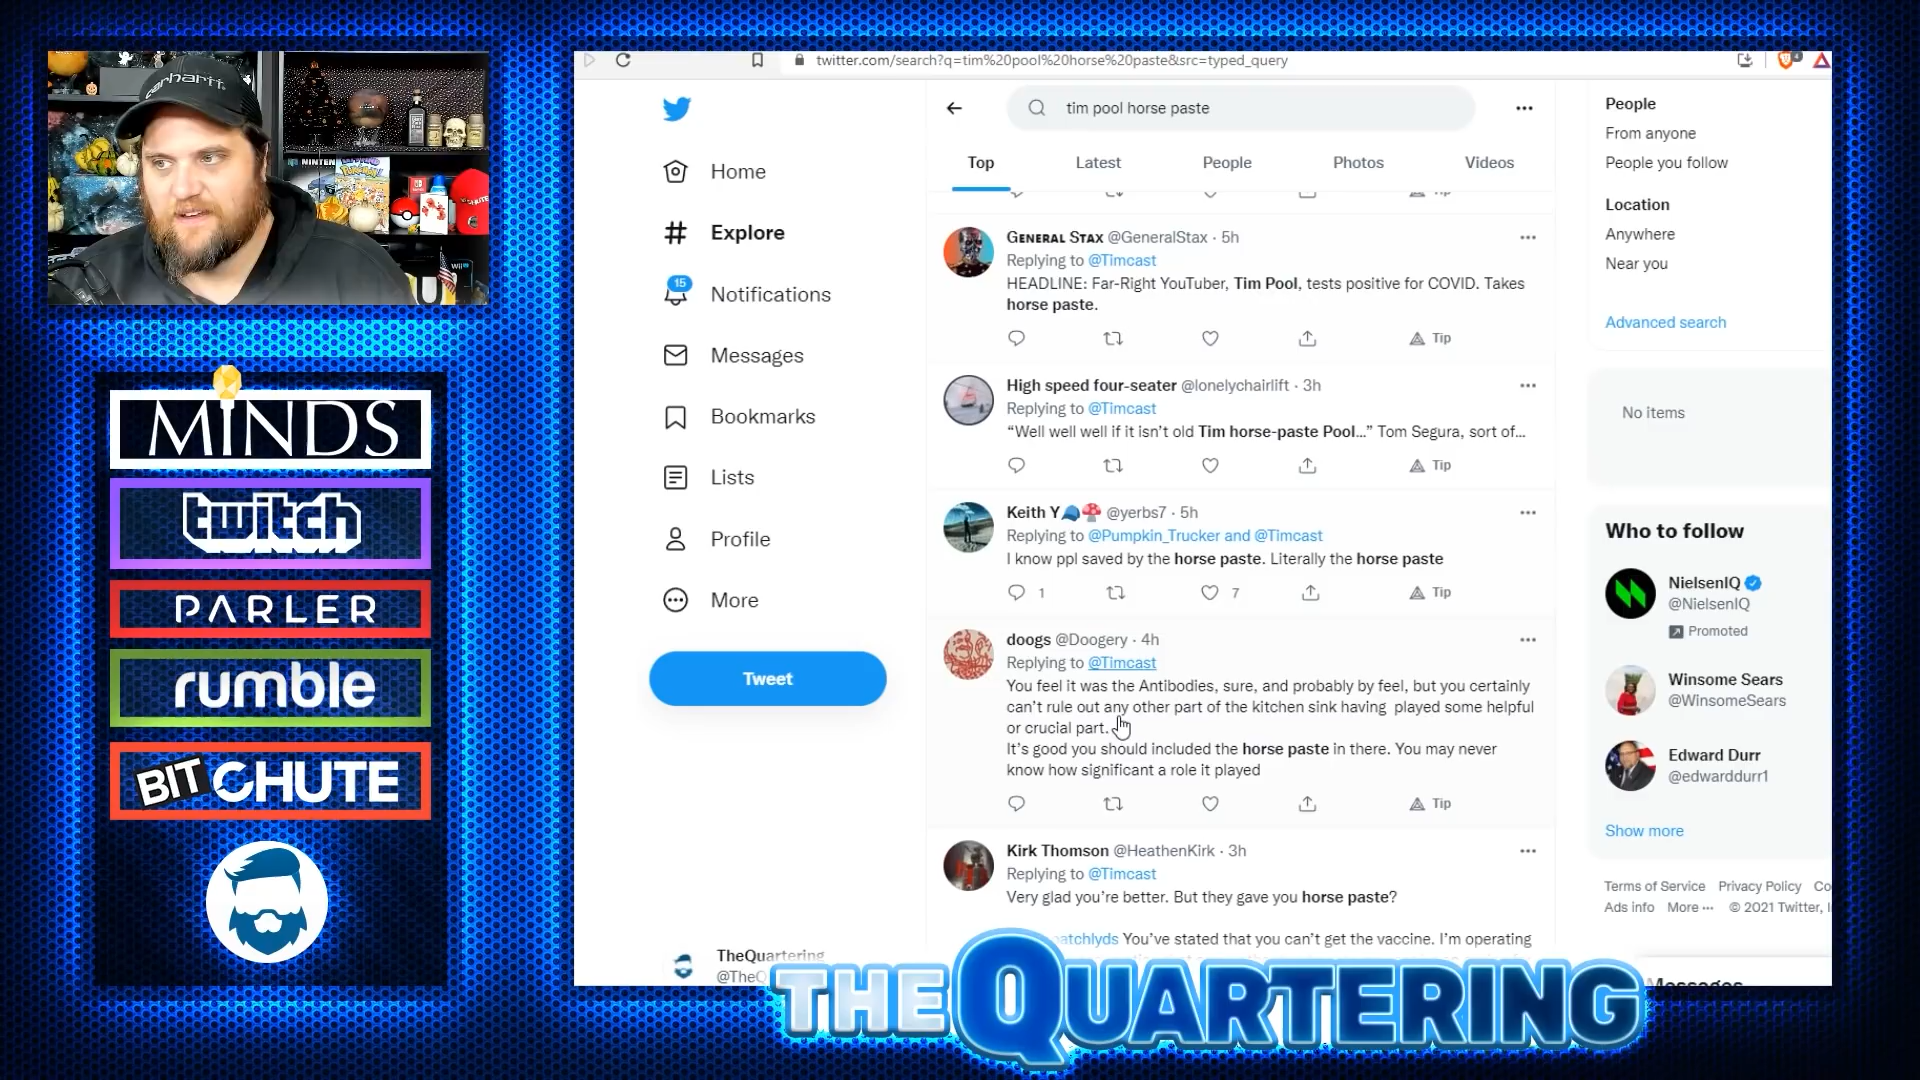 carhartt
NINTEN
MINDS
twitch
PARLER
rumble
BITCHUTE
twitter.com/search?q=tim%20pool%20horse%20paste&src=typed_query
Home
Explore
15
Notifications
Messages
Bookmarks
Lists
Profile
More
Tweet
TheQuartering
@TheQ
tim pool horse paste
Top Latest People Photos Videos
General Stax @GeneralStax · 5h
Replying to @Timcast
HEADLINE: Far-Right YouTuber, Tim Pool, tests positive for COVID. Takes
horse paste.
Tip
High speed four-seater @lonelychairlift · 3h
Replying to @Timcast
“Well well well if it isn’t old Tim horse-paste Pool...” Tom Segura, sort of...
Tip
Keith Y @yerbs7 · 5h
Replying to @Pumpkin_Trucker and @Timcast
I know ppl saved by the horse paste. Literally the horse paste
1 7 Tip
doogs @Doogery · 4h
Replying to @Timcast
You feel it was the Antibodies, sure, and probably by feel, but you certainly
can’t rule out any other part of the kitchen sink having played some helpful
or crucial part.
It’s good you should included the horse paste in there. You may never
know how significant a role it played
Tip
Kirk Thomson @HeathenKirk · 3h
Replying to @Timcast
Very glad you’re better. But they gave you horse paste?
You’ve stated that you can’t get the vaccine. I’m operating
People
From anyone
People you follow
Location
Anywhere
Near you
Advanced search
No items
Who to follow
NielsenIQ
@NielsenIQ
Promoted
Winsome Sears
@WinsomeSears
Edward Durr
@edwarddurr1
Show more
Terms of Service Privacy Policy Co
Ads info More ··· © 2021 Twitter, I
Messages
THE QUARTERING